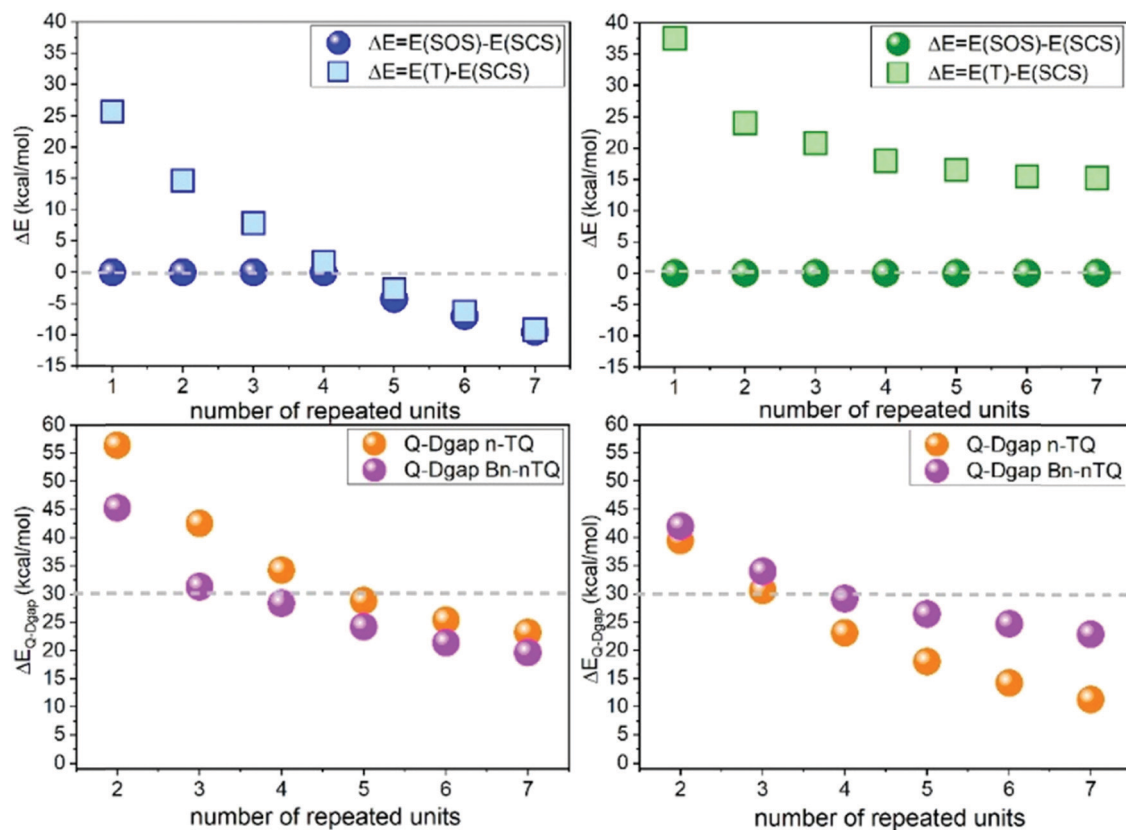 40
35
30
25
20
15
10
5
0
-5
-10
-15
ΔE (kcal/mol)
ΔE=E(SOS)-E(SCS)
ΔE=E(T)-E(SCS)
1 2 3 4 5 6 7
number of repeated units
40
35
30
25
20
15
10
5
0
-5
-10
-15
ΔE (kcal/mol)
ΔE=E(SOS)-E(SCS)
ΔE=E(T)-E(SCS)
1 2 3 4 5 6 7
number of repeated units
60
55
50
45
40
35
30
25
20
15
10
5
0
ΔE_Q-Dgap (kcal/mol)
Q-Dgap n-TQ
Q-Dgap Bn-nTQ
2 3 4 5 6 7
number of repeated units
60
55
50
45
40
35
30
25
20
15
10
5
0
ΔE_Q-Dgap (kcal/mol)
Q-Dgap n-TQ
Q-Dgap Bn-nTQ
2 3 4 5 6 7
number of repeated units